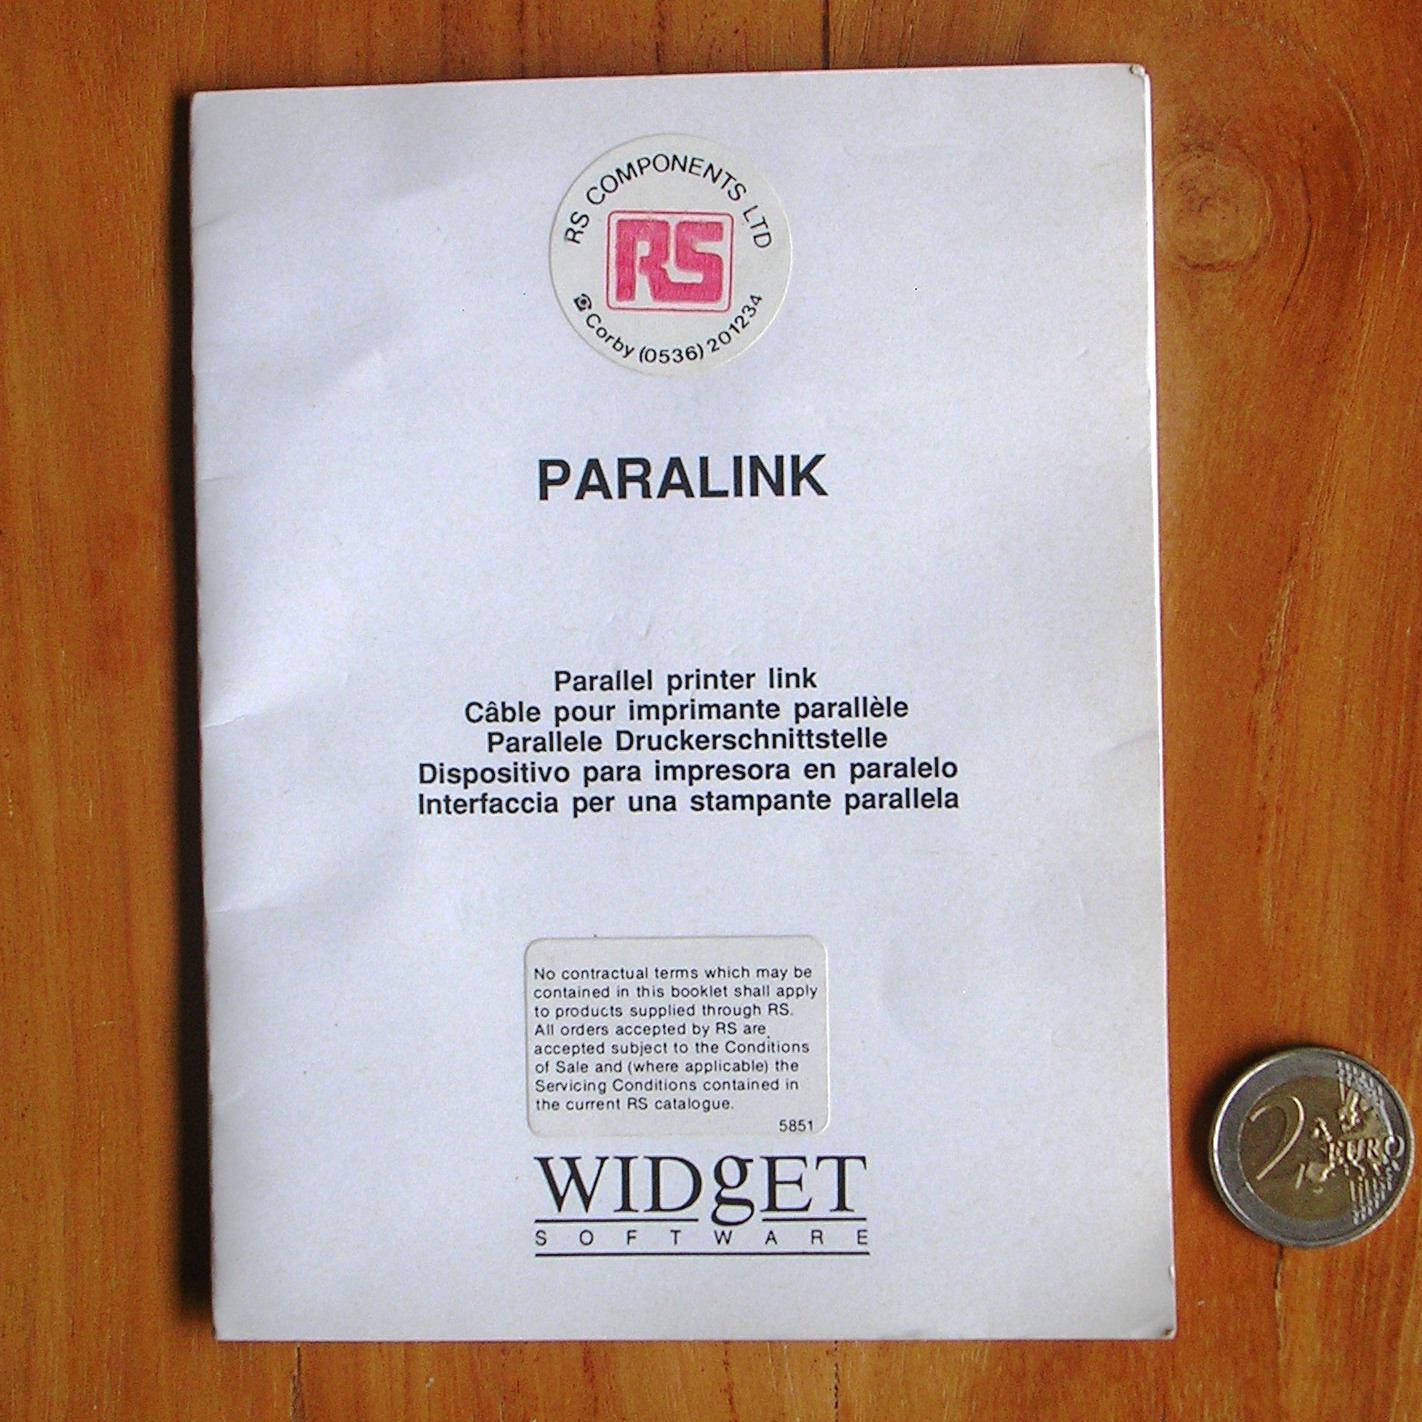 RS COMPONENTS LTD
RS
Corby (0536) 201234
PARALINK
Parallel printer link
Câble pour imprimante parallèle
Parallele Druckerschnittstelle
Dispositivo para impresora en paralelo
Interfaccia per una stampante parallela
No contractual terms which may be
contained in this booklet shall apply
to products supplied through RS.
All orders accepted by RS are
accepted subject to the Conditions
of Sale and (where applicable) the
Servicing Conditions contained in
the current RS catalogue.
5851
WIDgET
SOFTWARE
2 EURO